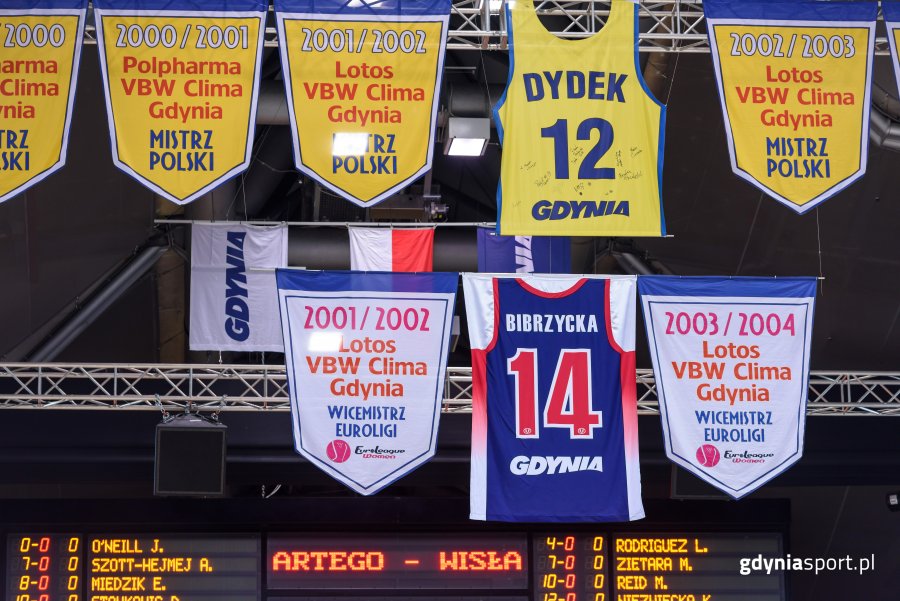 /2000
harma
Clima
nia
TRZ
SKI
2000/2001
Polpharma
VBW Clima
Gdynia
MISTRZ
POLSKI
2001/2002
Lotos
VBW Clima
Gdynia
MISTRZ
POLSKI
DYDEK
12
GDYNIA
2002/2003
Lotos
VBW Clima
Gdynia
MISTRZ
POLSKI
GDYNIA
2001/2002
Lotos
VBW Clima
Gdynia
WICEMISTRZ
EUROLIGI
EuroLeague
Women
BIBRZYCKA
14
GDYNIA
2003/2004
Lotos
VBW Clima
Gdynia
WICEMISTRZ
EUROLIGI
EuroLeague
Women
0-0 0 O'NEILL J.
7-0 0 SZOTT-HEJMEJ A.
8-0 0 MIEDZIK E.
ARTEGO - WISŁA
4-0 0 RODRIGUEZ L.
7-0 0 ZIETARA M.
10-0 0 REID M.
gdyniasport.pl